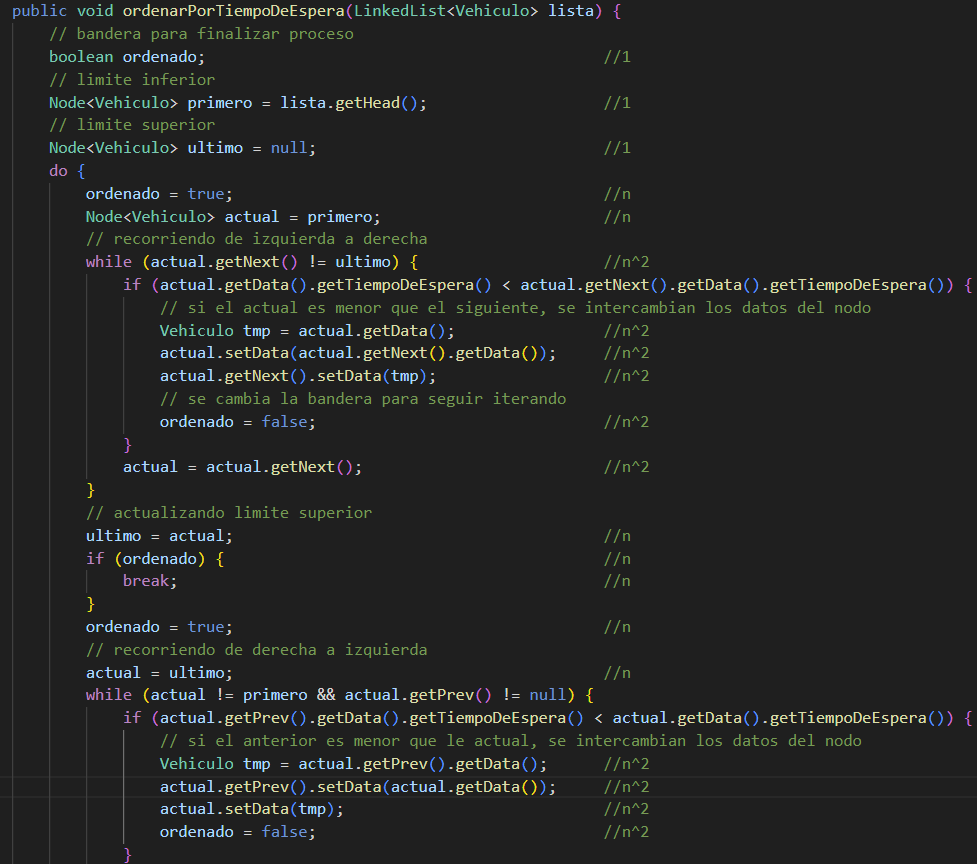 public void ordenarPorTiempoDeEspera(LinkedList<Vehiculo> lista) {
    // bandera para finalizar proceso
    boolean ordenado;                                           //1
    // limite inferior
    Node<Vehiculo> primero = lista.getHead();                   //1
    // limite superior
    Node<Vehiculo> ultimo = null;                               //1
    do {
        ordenado = true;                                        //n
        Node<Vehiculo> actual = primero;                        //n
        // recorriendo de izquierda a derecha
        while (actual.getNext() != ultimo) {                    //n^2
            if (actual.getData().getTiempoDeEspera() < actual.getNext().getData().getTiempoDeEspera()) {
                // si el actual es menor que el siguiente, se intercambian los datos del nodo
                Vehiculo tmp = actual.getData();                //n^2
                actual.setData(actual.getNext().getData());     //n^2
                actual.getNext().setData(tmp);                  //n^2
                // se cambia la bandera para seguir iterando
                ordenado = false;                               //n^2
            }
            actual = actual.getNext();                          //n^2
        }
        // actualizando limite superior
        ultimo = actual;                                        //n
        if (ordenado) {                                         //n
            break;                                              //n
        }
        ordenado = true;                                        //n
        // recorriendo de derecha a izquierda
        actual = ultimo;                                        //n
        while (actual != primero && actual.getPrev() != null) {
            if (actual.getPrev().getData().getTiempoDeEspera() < actual.getData().getTiempoDeEspera()) {
                // si el anterior es menor que le actual, se intercambian los datos del nodo
                Vehiculo tmp = actual.getPrev().getData();      //n^2
                actual.getPrev().setData(actual.getData());     //n^2
                actual.setData(tmp);                            //n^2
                ordenado = false;                               //n^2
            }